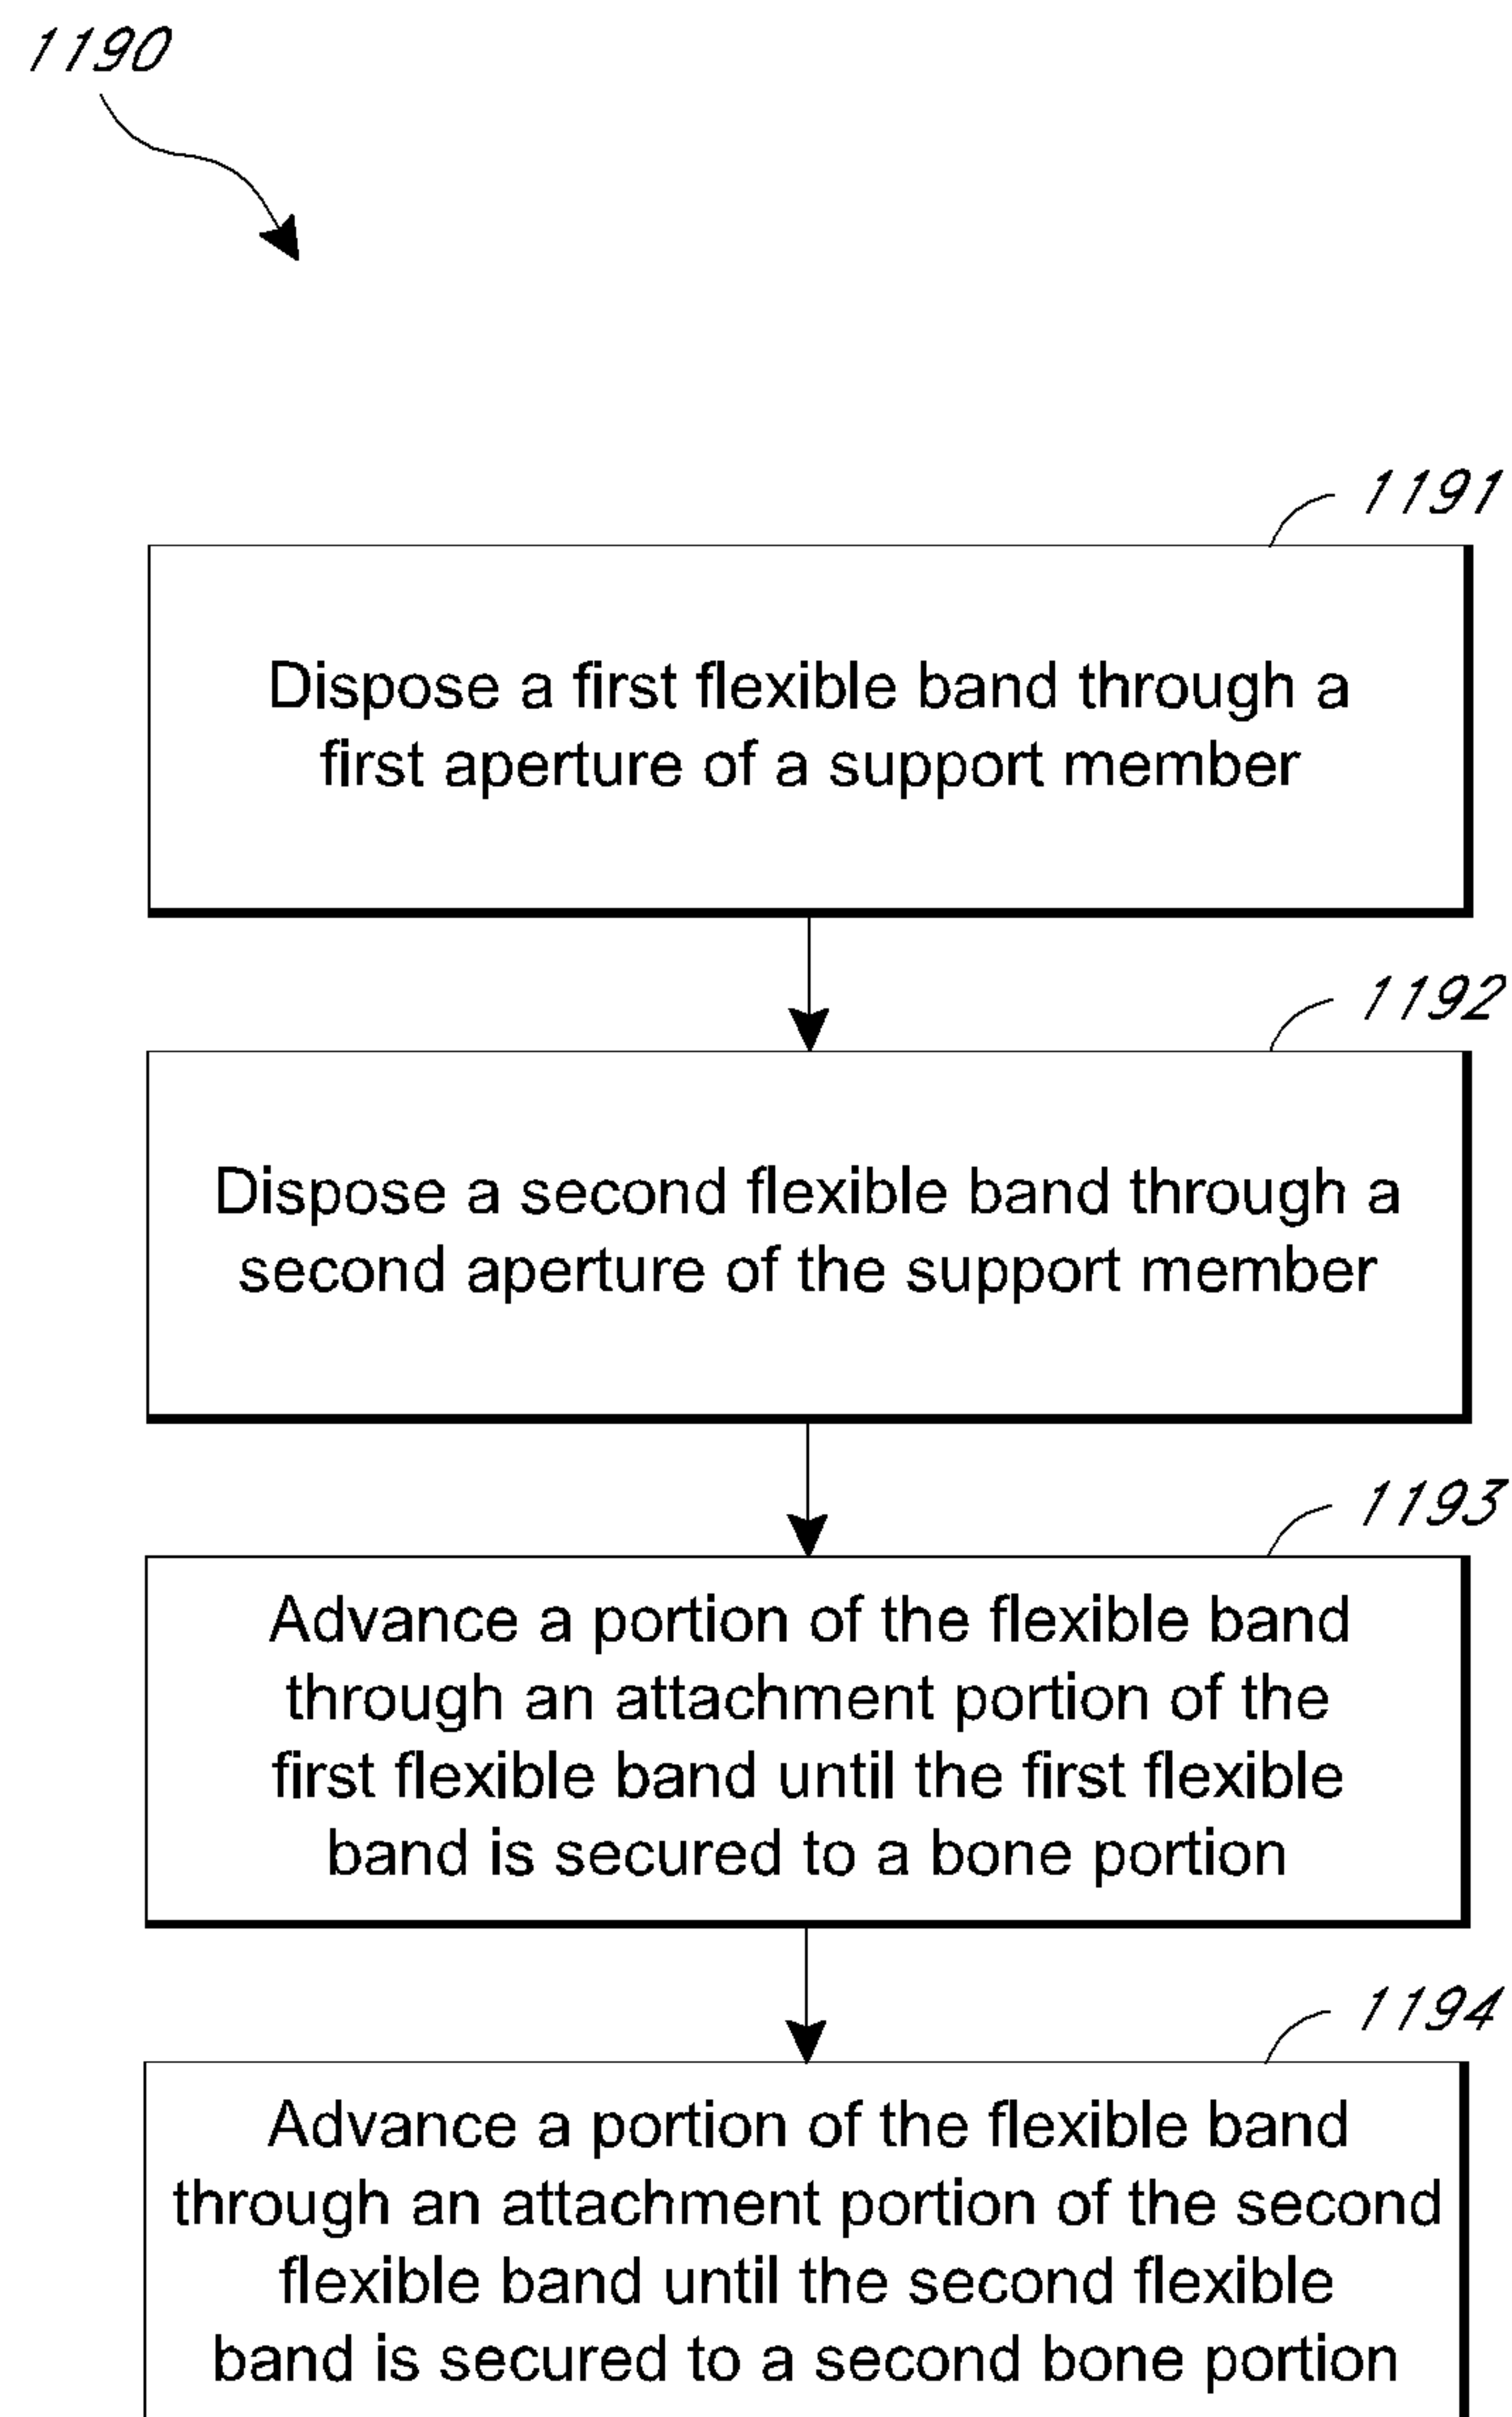 1190
1191
Dispose a first flexible band through a
first aperture of a support member
1192
Dispose a second flexible band through a
second aperture of the support member
1193
Advance a portion of the flexible band
through an attachment portion of the
first flexible band until the first flexible
band is secured to a bone portion
1194
Advance a portion of the flexible band
through an attachment portion of the second
flexible band until the second flexible
band is secured to a second bone portion